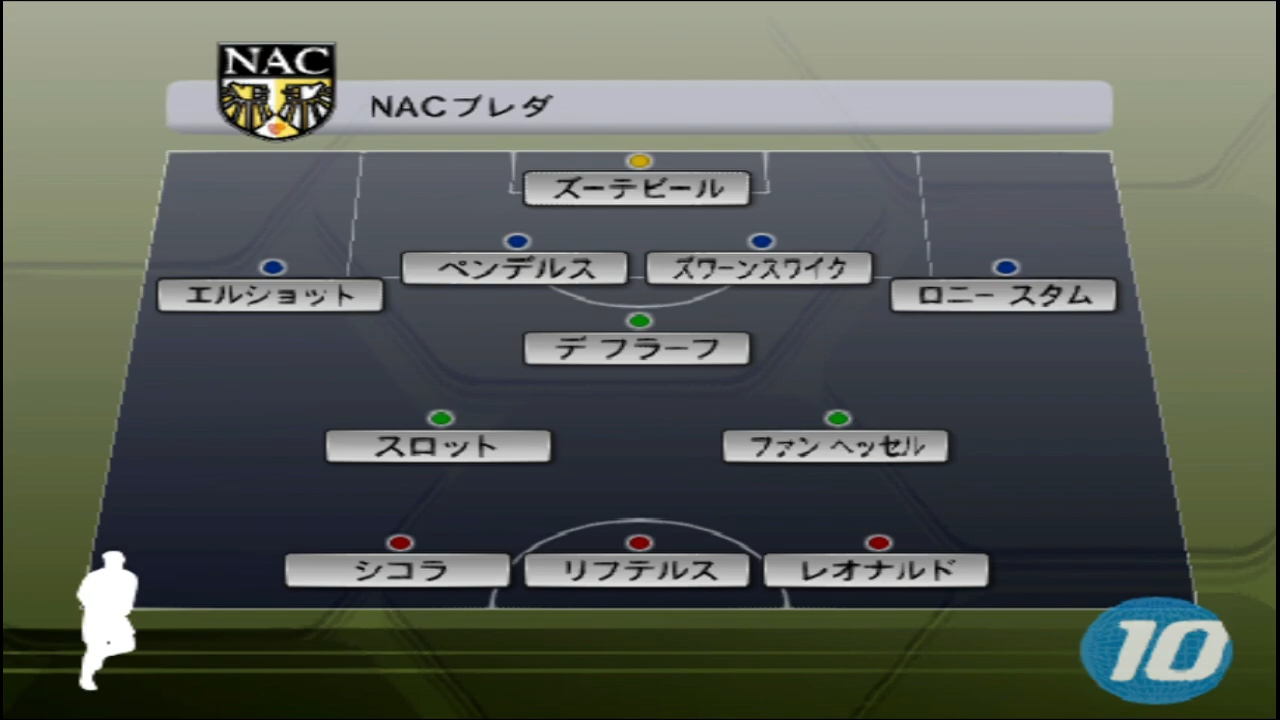 NAC
NACブレダ
ズーテビール
ペンデルス
ズワーンスワイク
エルショット
ロニー スタム
デ フラーフ
スロット
ファン ヘッセル
シコラ
リフテルス
レオナルド
10